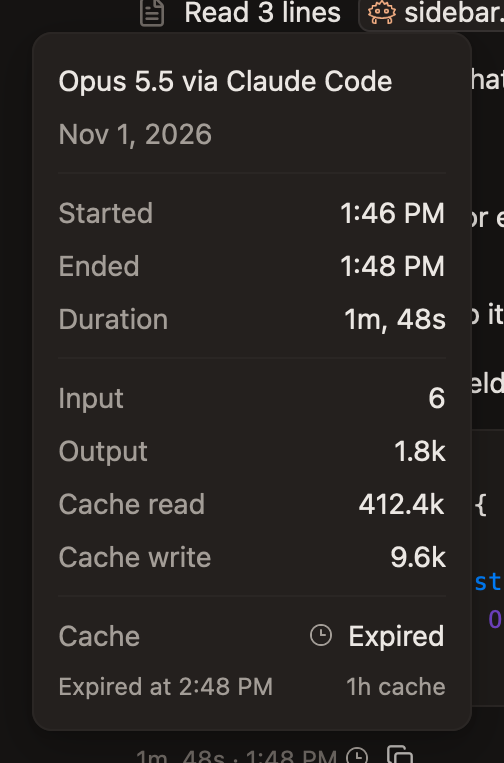 Read 3 lines sidebar.
Opus 5.5 via Claude Code
Nov 1, 2026
Started 1:46 PM
Ended 1:48 PM
Duration 1m, 48s
Input 6
Output 1.8k
Cache read 412.4k
Cache write 9.6k
{
Cache Expired
Expired at 2:48 PM 1h cache
1m, 48s · 1:48 PM